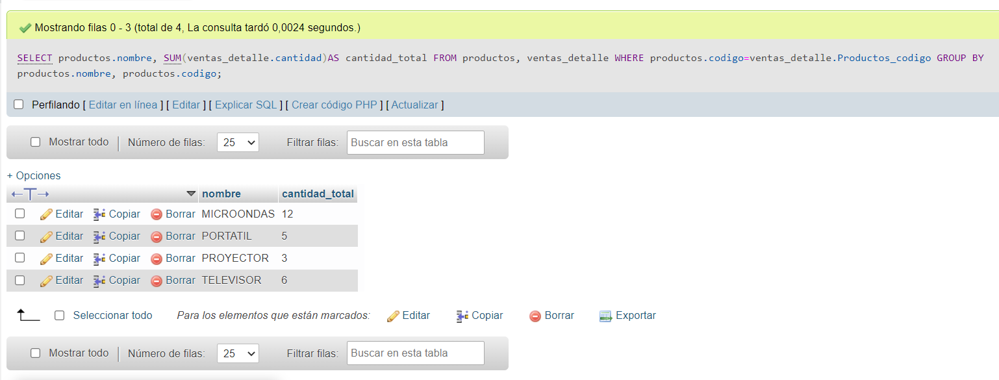 Mostrando filas 0 - 3 (total de 4, La consulta tardó 0,0024 segundos.)
SELECT productos.nombre, SUM(ventas_detalle.cantidad)AS cantidad_total FROM productos, ventas_detalle WHERE productos.codigo=ventas_detalle.Productos_codigo GROUP BY
productos.nombre, productos.codigo;
Perfilando [ Editar en línea ] [ Editar ] [ Explicar SQL ] [ Crear código PHP ] [ Actualizar ]
Mostrar todo | Número de filas: 25 Filtrar filas: Buscar en esta tabla
+ Opciones
←T→ nombre cantidad_total
Editar Copiar Borrar MICROONDAS 12
Editar Copiar Borrar PORTATIL 5
Editar Copiar Borrar PROYECTOR 3
Editar Copiar Borrar TELEVISOR 6
Seleccionar todo Para los elementos que están marcados: Editar Copiar Borrar Exportar
Mostrar todo | Número de filas: 25 Filtrar filas: Buscar en esta tabla